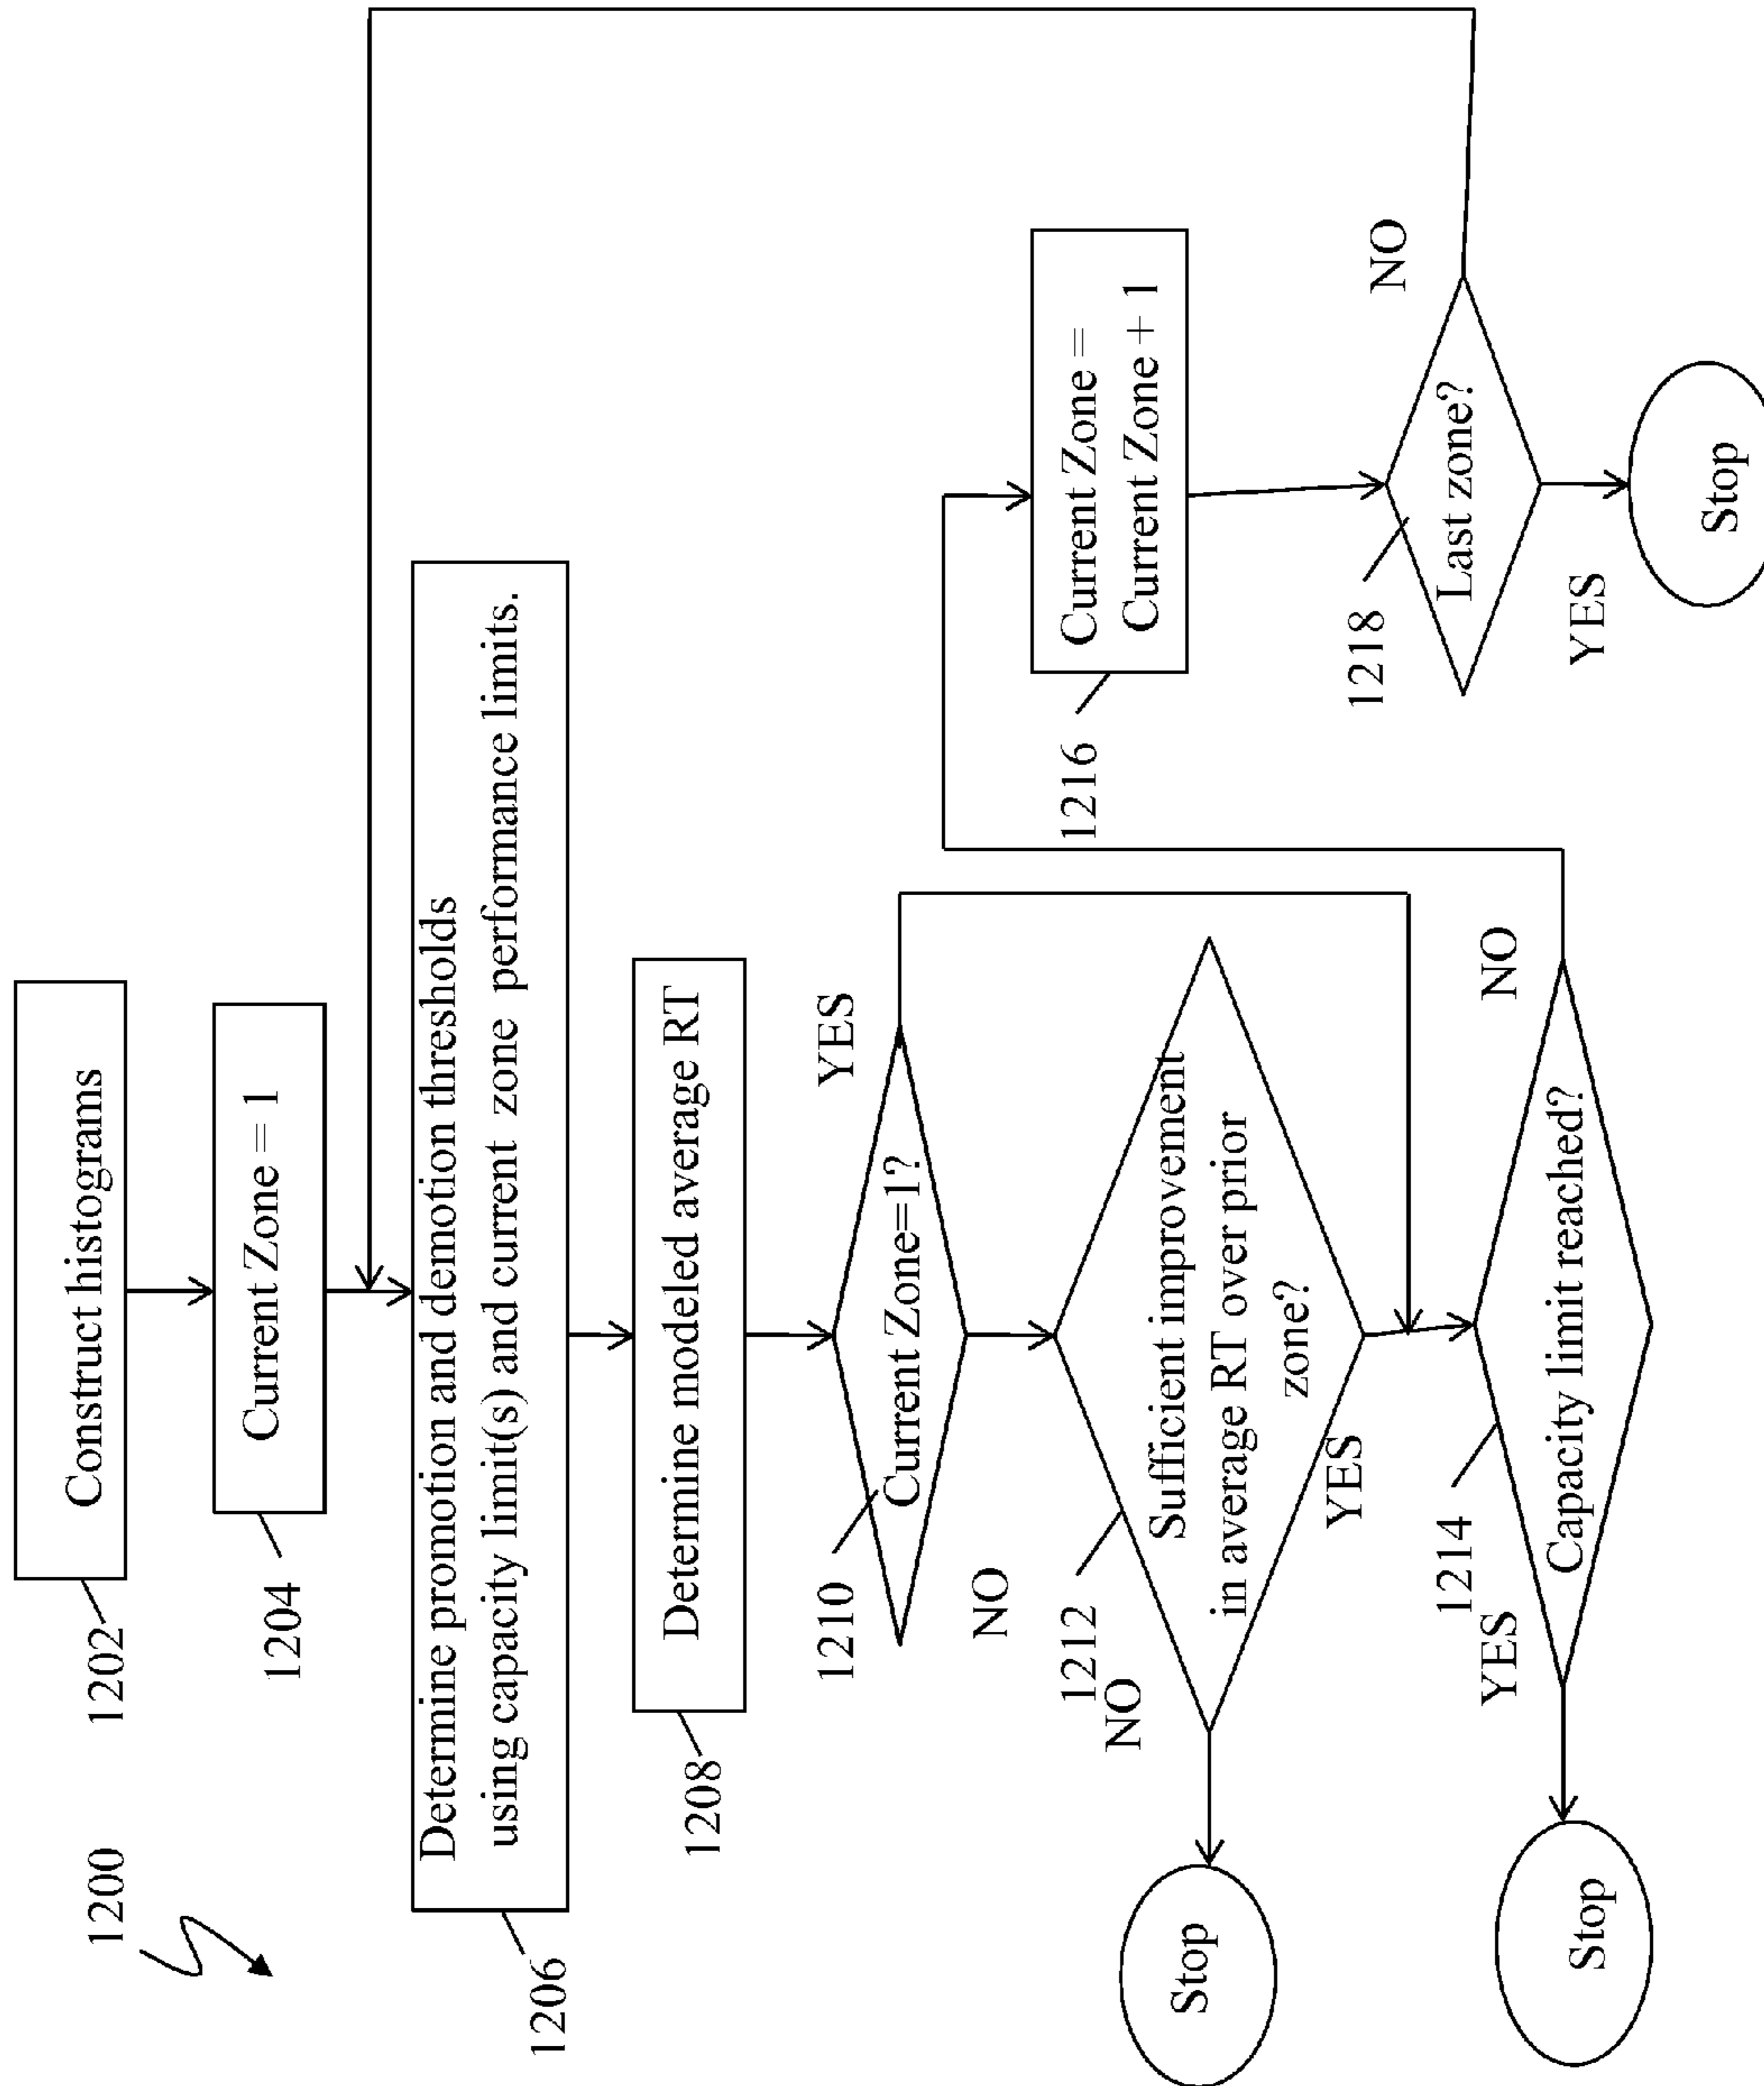 1200
1202
Construct histograms
1204
Current Zone = 1
1206
Determine promotion and demotion thresholds
using capacity limit(s) and current zone performance limits.
1208
Determine modeled average RT
1210
Current Zone=1?
YES
NO
1212
Sufficient improvement
in average RT over prior
zone?
NO
Stop
YES
1214
Capacity limit reached?
YES
Stop
NO
1216
Current Zone =
Current Zone + 1
1218
Last zone?
NO
YES
Stop